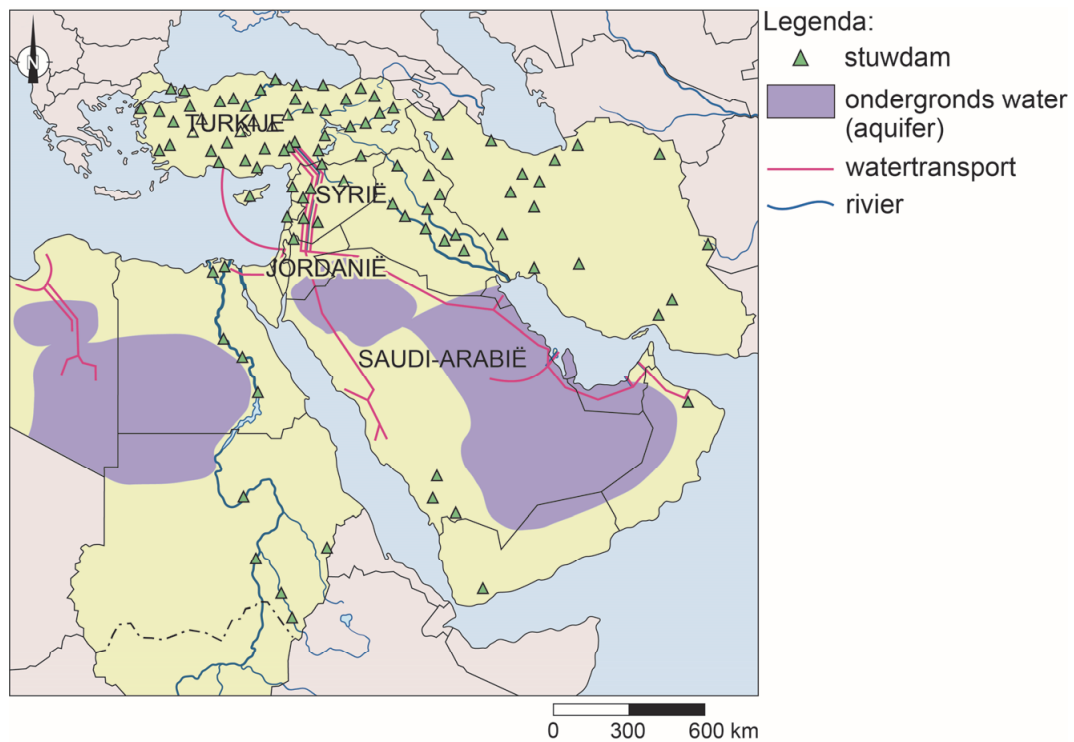 Legenda:
N
stuwdam
ondergronds water
(aquifer)
watertransport
rivier
TURKIJE
SYRIË
JORDANIË
SAUDI-ARABIË
0 300 600 km